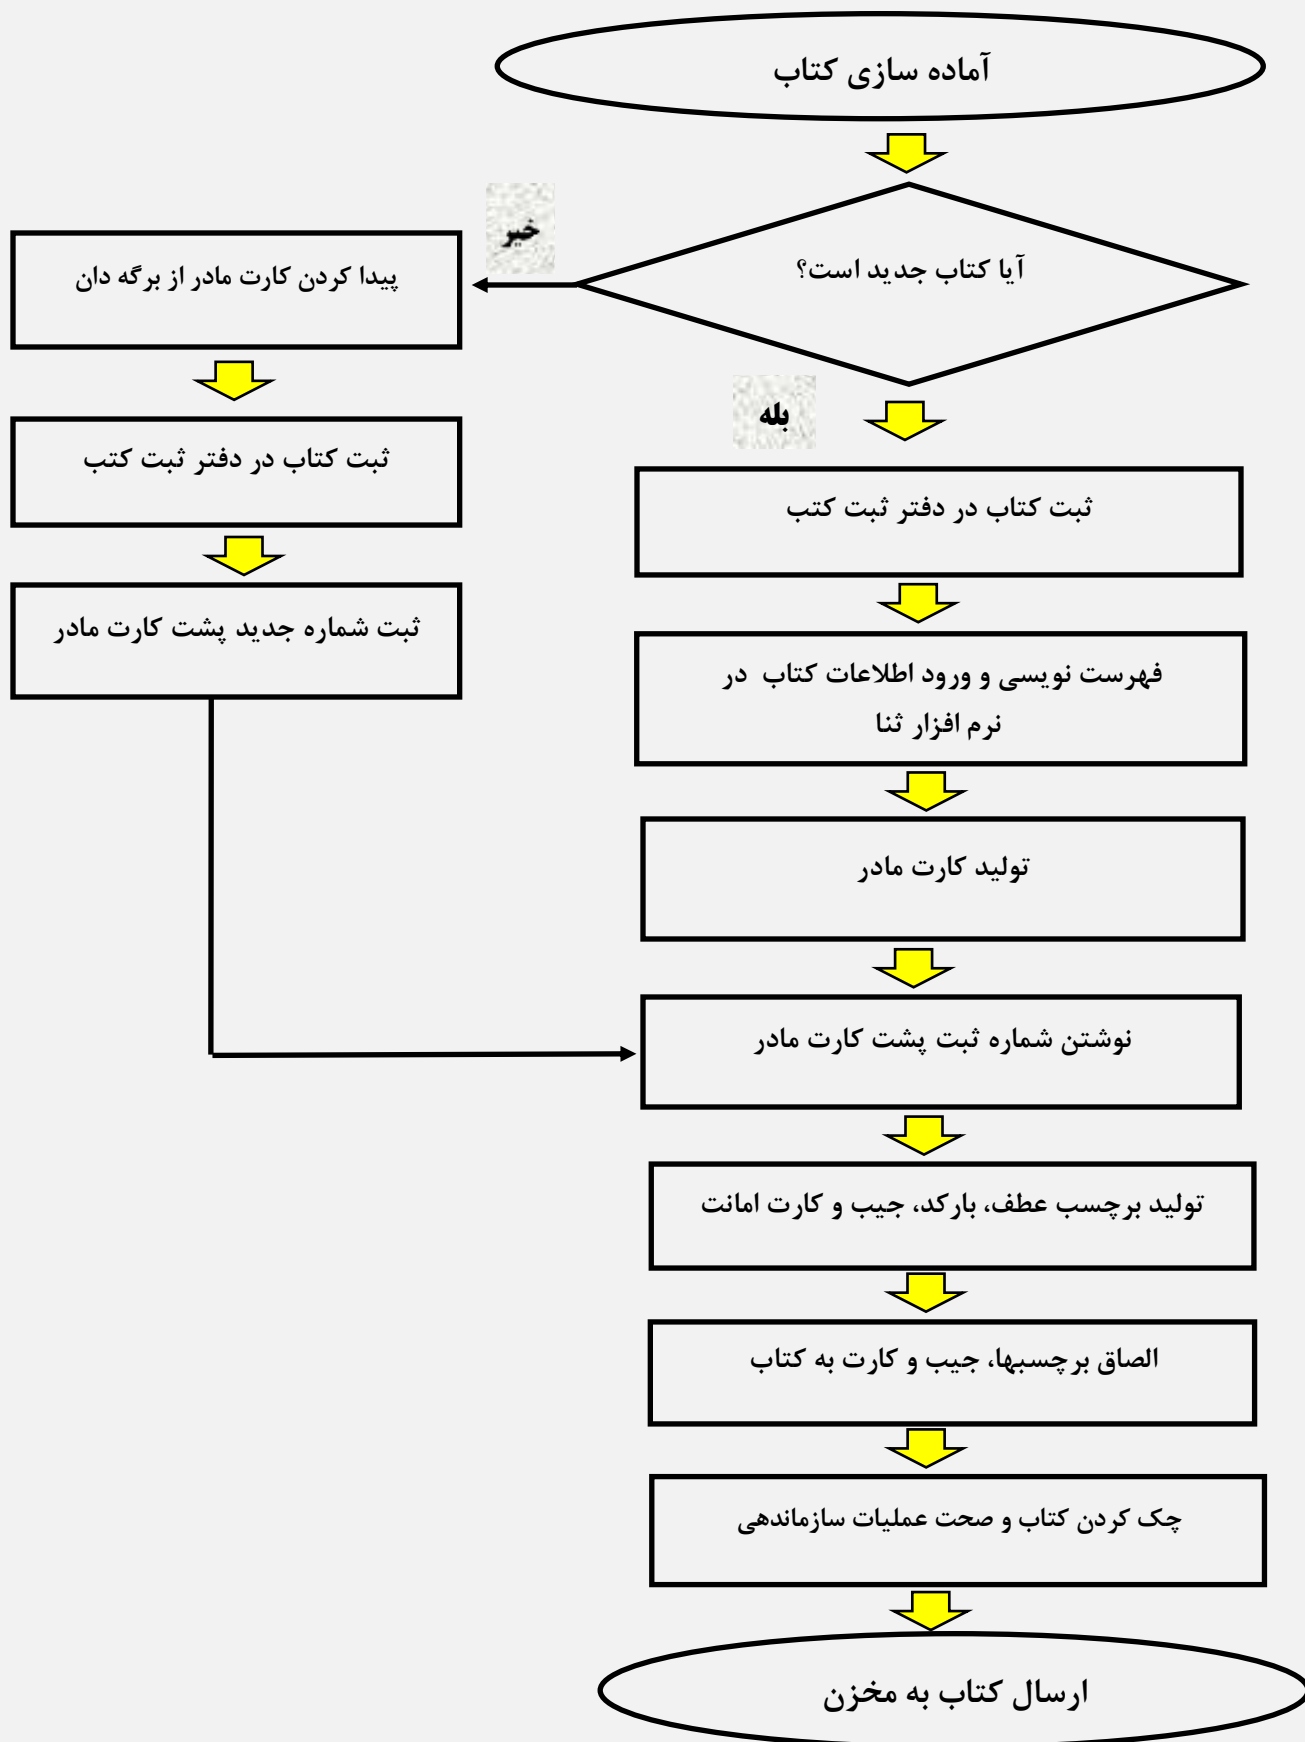 آماده سازی کتاب
آیا کتاب جدید است؟
خیر
پیدا کردن کارت مادر از برگه دان
ثبت کتاب در دفتر ثبت کتب
ثبت شماره جدید پشت کارت مادر
بله
ثبت کتاب در دفتر ثبت کتب
فهرست نویسی و ورود اطلاعات کتاب در
نرم افزار ثنا
تولید کارت مادر
نوشتن شماره ثبت پشت کارت مادر
تولید برچسب عطف، بارکد، جیب و کارت امانت
الصاق برچسبها، جیب و کارت به کتاب
چک کردن کتاب و صحت عملیات سازماندهی
ارسال کتاب به مخزن